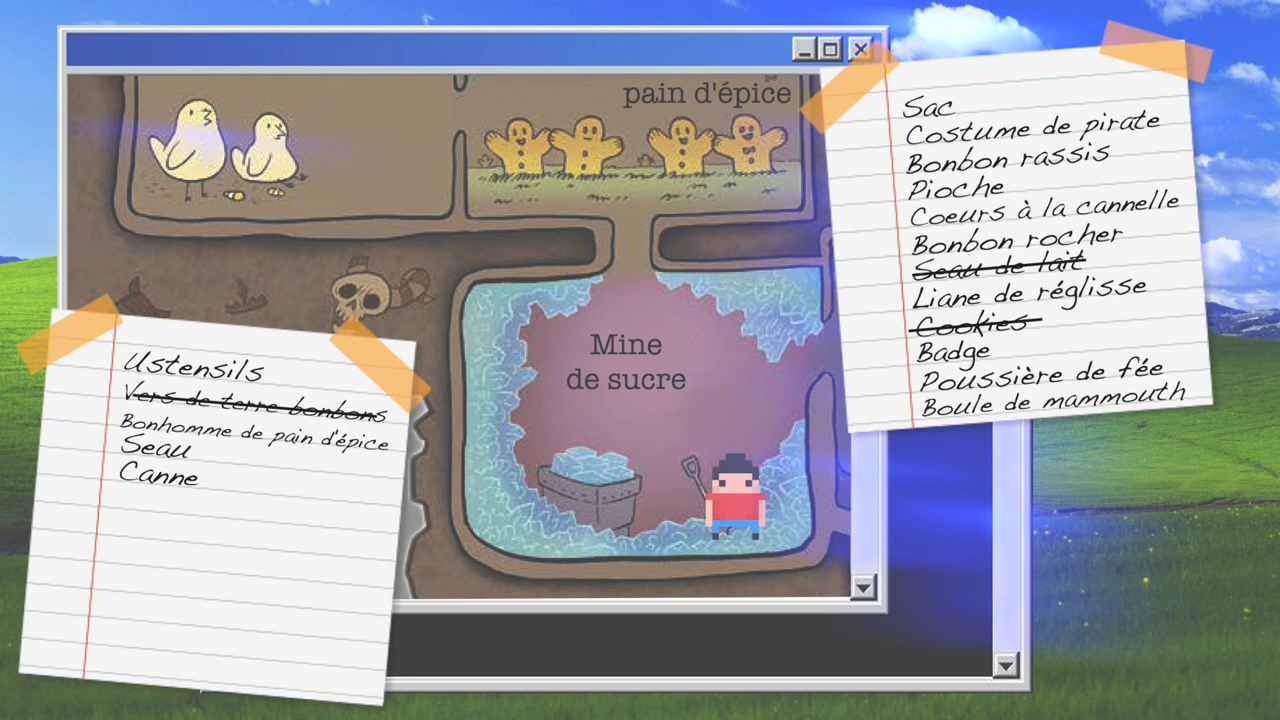 pain d'épice
Mine
de sucre
Sac
Costume de pirate
Bonbon rassis
Pioche
Coeurs à la cannelle
Bonbon rocher
Seau de lait
Liane de réglisse
Cookies
Badge
Poussière de fée
Boule de mammouth
Ustensils
Vers de terre bonbons
Bonhomme de pain d'épice
Seau
Canne